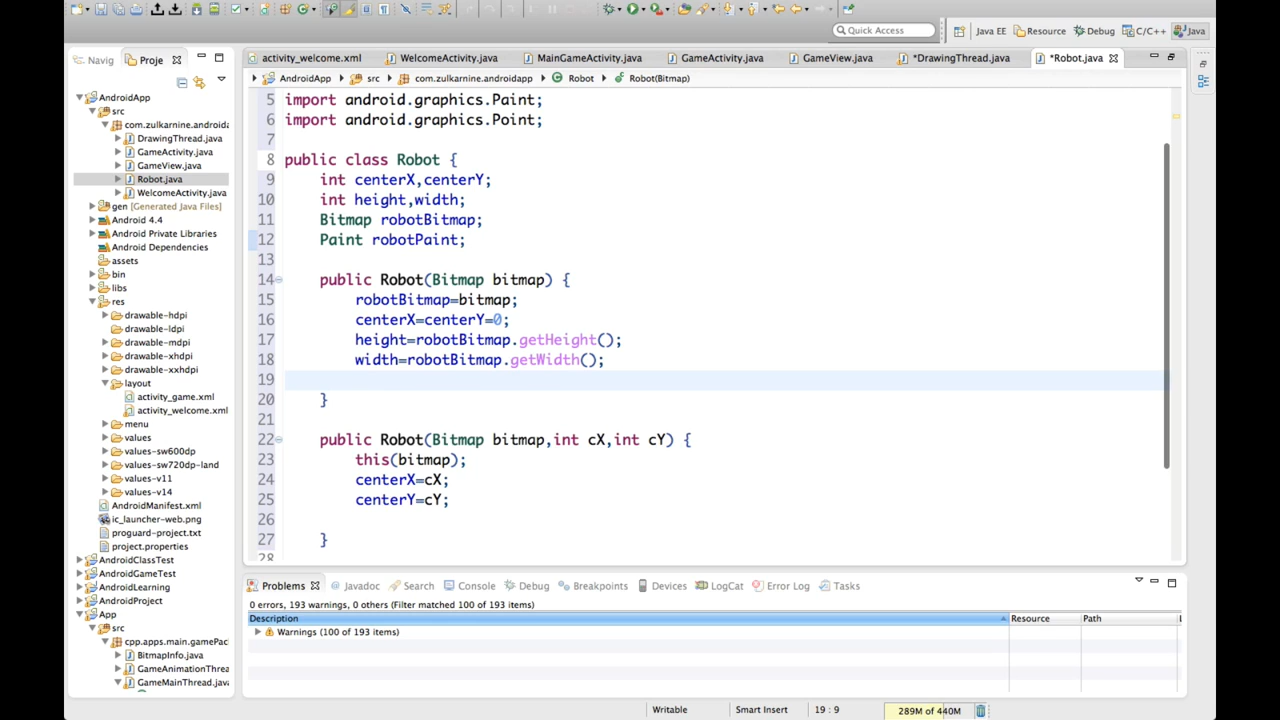 Quick Access
Java EE
Resource
Debug
C/C++
Java
Navig
Proje
activity_welcome.xml
WelcomeActivity.java
MainGameActivity.java
GameActivity.java
GameView.java
*DrawingThread.java
*Robot.java
AndroidApp
src
com.zulkarnine.androidapp
Robot
Robot(Bitmap)
AndroidApp
src
com.zulkarnine.androida
DrawingThread.java
GameActivity.java
GameView.java
Robot.java
WelcomeActivity.java
gen [Generated Java Files]
Android 4.4
Android Private Libraries
Android Dependencies
assets
bin
libs
res
drawable-hdpi
drawable-ldpi
drawable-mdpi
drawable-xhdpi
drawable-xxhdpi
layout
activity_game.xml
activity_welcome.xml
menu
values
values-sw600dp
values-sw720dp-land
values-v11
values-v14
AndroidManifest.xml
ic_launcher-web.png
proguard-project.txt
project.properties
AndroidClassTest
AndroidGameTest
AndroidLearning
AndroidProject
App
src
cpp.apps.main.gamePac
BitmapInfo.java
GameAnimationThrea
GameMainThread.java
5 import android.graphics.Paint;
6 import android.graphics.Point;
7
8 public class Robot {
9 int centerX,centerY;
10 int height,width;
11 Bitmap robotBitmap;
12 Paint robotPaint;
13
14 public Robot(Bitmap bitmap) {
15 robotBitmap=bitmap;
16 centerX=centerY=0;
17 height=robotBitmap.getHeight();
18 width=robotBitmap.getWidth();
19
20 }
21
22 public Robot(Bitmap bitmap,int cX,int cY) {
23 this(bitmap);
24 centerX=cX;
25 centerY=cY;
26
27 }
28
Problems
Javadoc
Search
Console
Debug
Breakpoints
Devices
LogCat
Error Log
Tasks
0 errors, 193 warnings, 0 others (Filter matched 100 of 193 items)
Description Resource Path L
Warnings (100 of 193 items)
Writable
Smart Insert
19 : 9
289M of 440M